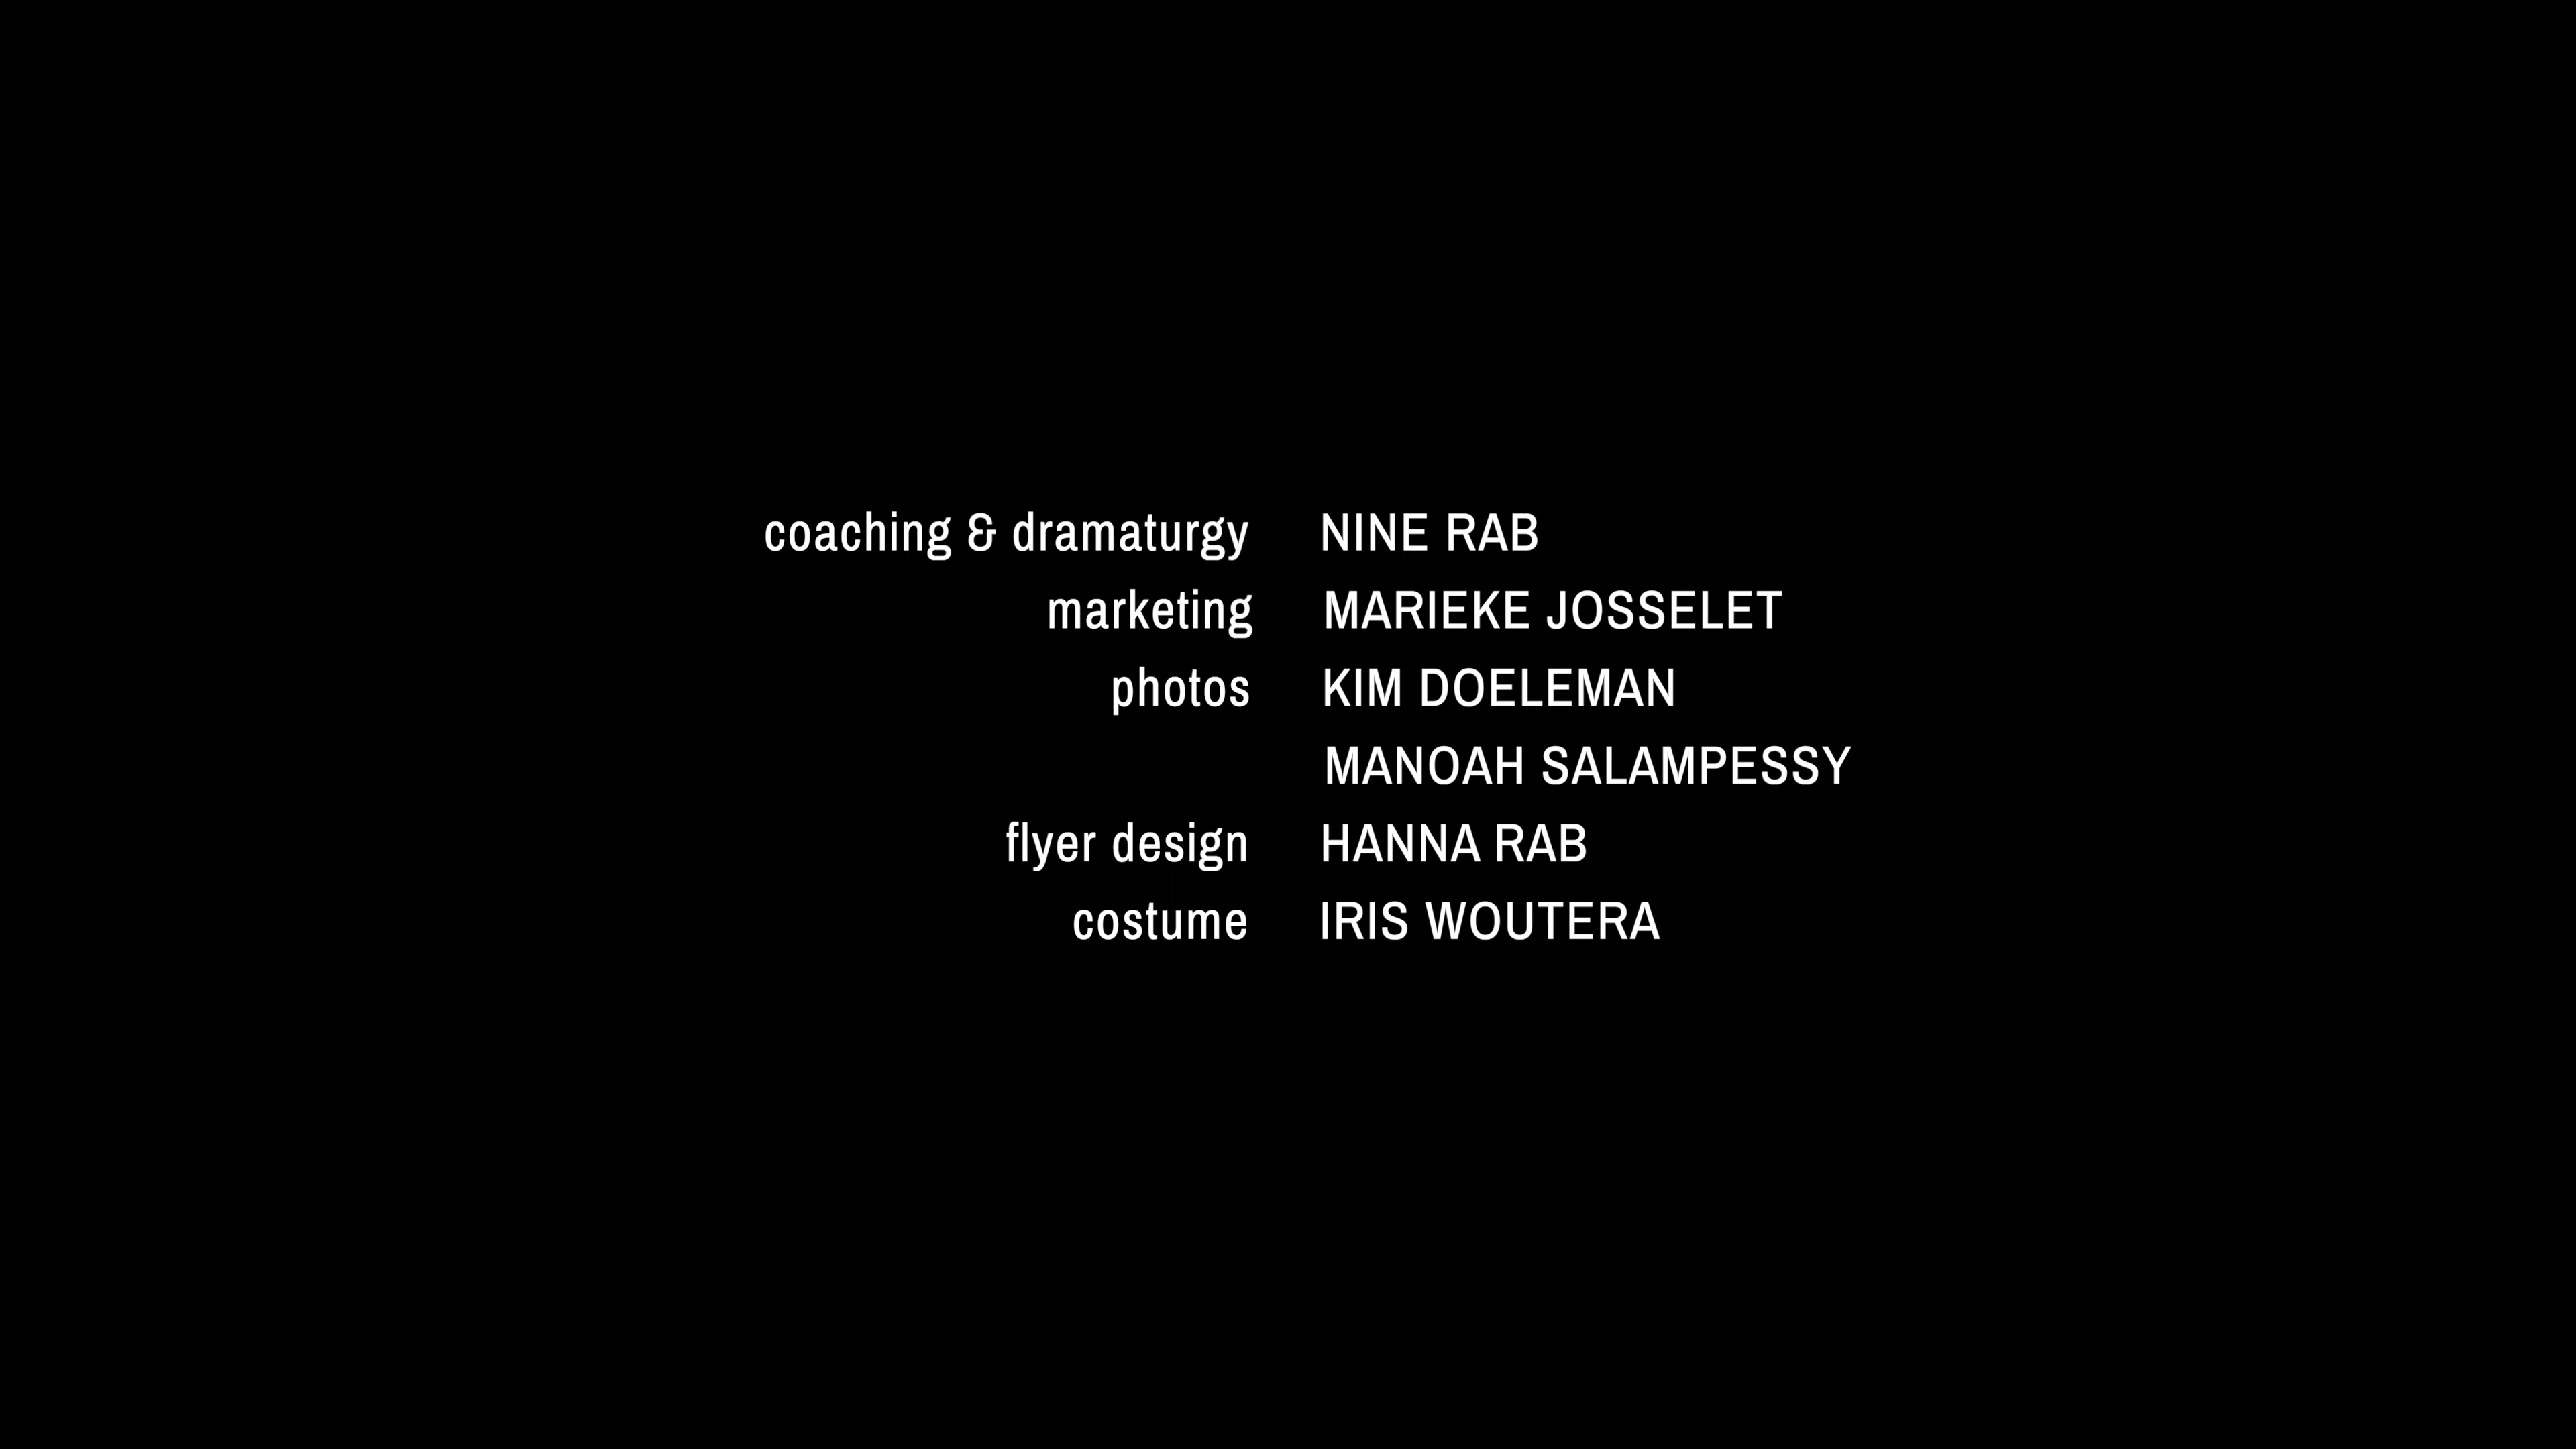 coaching & dramaturgy NINE RAB
marketing MARIEKE JOSSELET
photos KIM DOELEMAN
MANOAH SALAMPESSY
flyer design HANNA RAB
costume IRIS WOUTERA